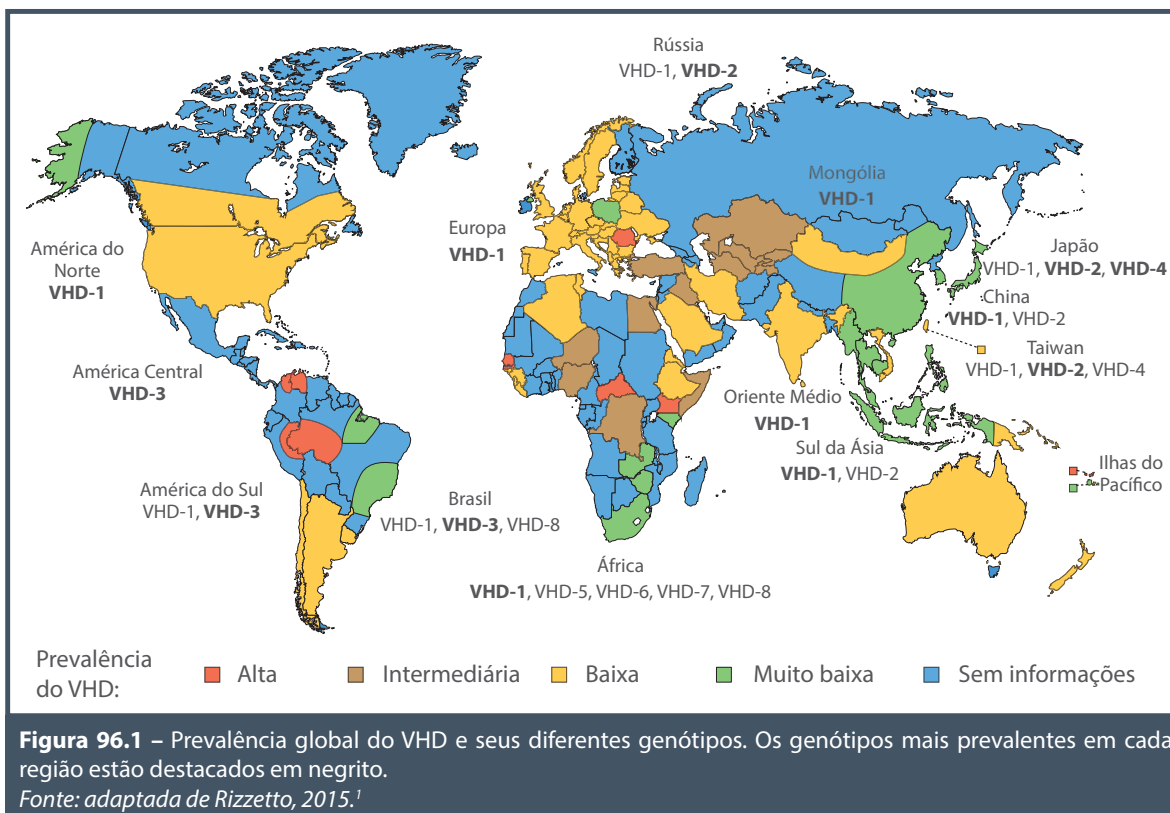 Rússia
VHD-1, VHD-2
Mongólia
VHD-1
América do
Norte
VHD-1
Europa
VHD-1
Japão
VHD-1, VHD-2, VHD-4
China
VHD-1, VHD-2
Taiwan
VHD-1, VHD-2, VHD-4
América Central
VHD-3
Oriente Médio
VHD-1
Sul da Ásia
VHD-1, VHD-2
Ilhas do
Pacífico
América do Sul
VHD-1, VHD-3
Brasil
VHD-1, VHD-3, VHD-8
África
VHD-1, VHD-5, VHD-6, VHD-7, VHD-8
Prevalência
do VHD:
Alta
Intermediária
Baixa
Muito baixa
Sem informações
Figura 96.1 – Prevalência global do VHD e seus diferentes genótipos. Os genótipos mais prevalentes em cada
região estão destacados em negrito.
Fonte: adaptada de Rizzetto, 2015.¹